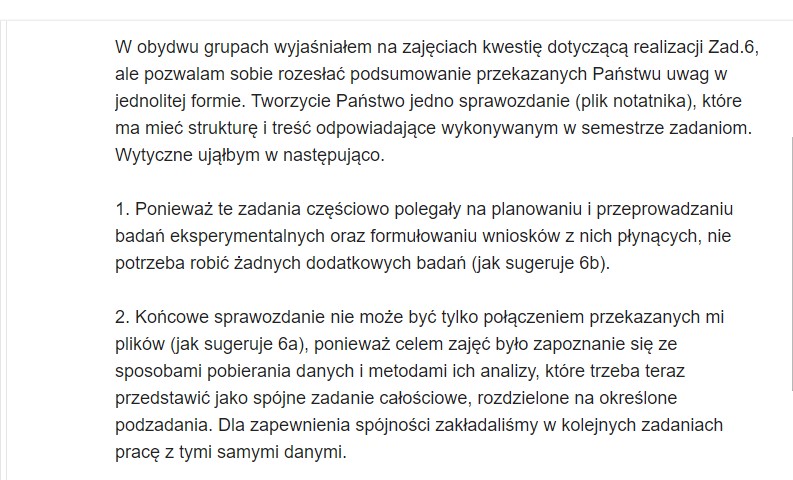 W obydwu grupach wyjaśniałem na zajęciach kwestię dotyczącą realizacji Zad.6,
ale pozwalam sobie rozesłać podsumowanie przekazanych Państwu uwag w
jednolitej formie. Tworzycie Państwo jedno sprawozdanie (plik notatnika), które
ma mieć strukturę i treść odpowiadające wykonywanym w semestrze zadaniom.
Wytyczne ująłbym w następująco.
1. Ponieważ te zadania częściowo polegały na planowaniu i przeprowadzaniu
badań eksperymentalnych oraz formułowaniu wniosków z nich płynących, nie
potrzeba robić żadnych dodatkowych badań (jak sugeruje 6b).
2. Końcowe sprawozdanie nie może być tylko połączeniem przekazanych mi
plików (jak sugeruje 6a), ponieważ celem zajęć było zapoznanie się ze
sposobami pobierania danych i metodami ich analizy, które trzeba teraz
przedstawić jako spójne zadanie całościowe, rozdzielone na określone
podzadania. Dla zapewnienia spójności zakładaliśmy w kolejnych zadaniach
pracę z tymi samymi danymi.